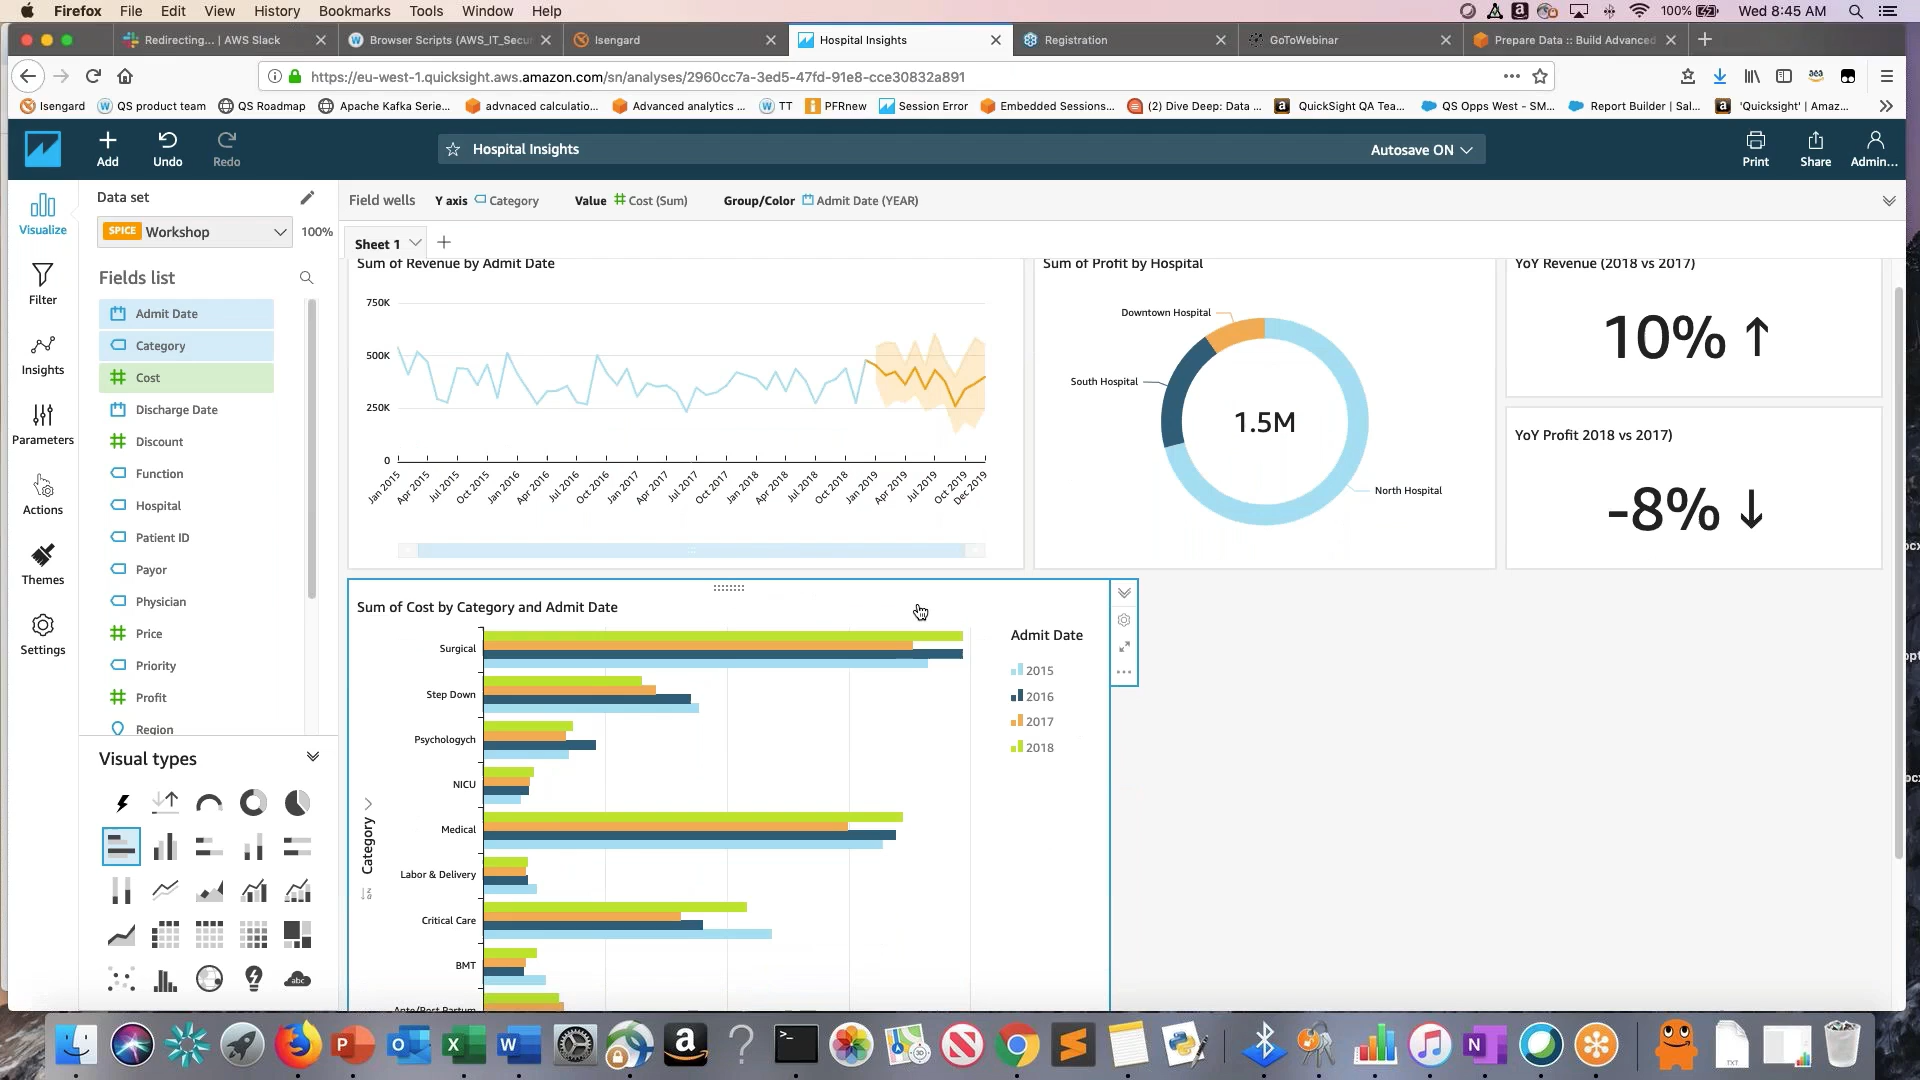 Firefox File Edit View History Bookmarks Tools Window Help 100% Wed 8:45 AM
Redirecting... | AWS Slack
Browser Scripts (AWS_IT_Secu
Isengard
Hospital Insights
Registration
GoToWebinar
Prepare Data :: Build Advanced
https://eu-west-1.quicksight.aws.amazon.com/sn/analyses/2960cc7a-3ed5-47fd-91e8-cce30832a891
Isengard
QS product team
QS Roadmap
Apache Kafka Serie...
advnaced calculatio...
Advanced analytics ...
TT
PFRnew
Session Error
Embedded Sessions...
(2) Dive Deep: Data ...
QuickSight QA Tea...
QS Opps West - SM...
Report Builder | Sal...
'Quicksight' | Amaz...
Add
Undo
Redo
Hospital Insights
Autosave ON
Print
Share
Admin...
Visualize
Filter
Insights
Parameters
Actions
Themes
Settings
Data set
SPICE Workshop 100%
Fields list
Admit Date
Category
Cost
Discharge Date
Discount
Function
Hospital
Patient ID
Payor
Physician
Price
Priority
Profit
Region
Visual types
abc
Field wells Y axis Category Value Cost (Sum) Group/Color Admit Date (YEAR)
Sheet 1
Sum of Revenue by Admit Date
750K
500K
250K
0
Jan 2015
Apr 2015
Jul 2015
Oct 2015
Jan 2016
Apr 2016
Jul 2016
Oct 2016
Jan 2017
Apr 2017
Jul 2017
Oct 2017
Jan 2018
Apr 2018
Jul 2018
Oct 2018
Jan 2019
Apr 2019
Jul 2019
Oct 2019
Dec 2019
Sum of Profit by Hospital
Downtown Hospital
South Hospital
1.5M
North Hospital
YoY Revenue (2018 vs 2017)
10% ↑
YoY Profit 2018 vs 2017)
-8% ↓
Sum of Cost by Category and Admit Date
Category
Surgical
Step Down
Psychologych
NICU
Medical
Labor & Delivery
Critical Care
BMT
Ante/Post Partum
Admit Date
2015
2016
2017
2018
TXT